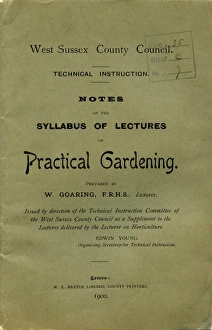 West Sussex County Council.
TECHNICAL INSTRUCTION.
NOTES
ON THE
SYLLABUS OF LECTURES
ON
Practical Gardening.
PREPARED BY
W. GOARING, F.R.H.S., Lecturer.
Issued by direction of the Technical Instruction Committee of
the West Sussex County Council as a Supplement to the
Lectures delivered by the Lecturer on Horticulture.
EDWIN YOUNG,
Organising Secretary for Technical Instruction.
W. K. BAXTER LIMITED, COUNTY PRINTERS.
1900.